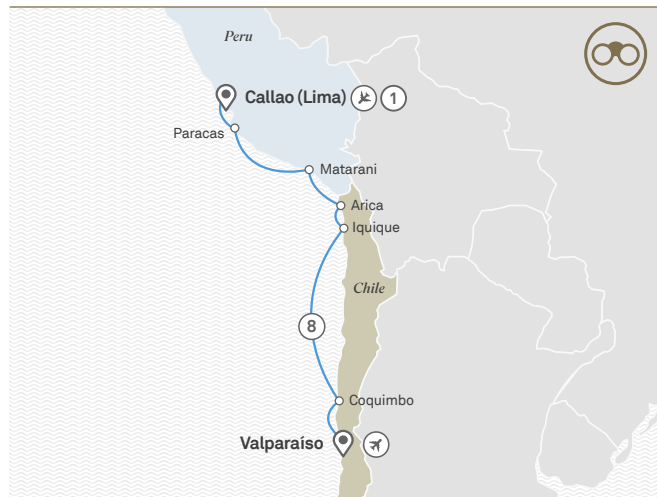 Peru
Callao (Lima) 1
Paracas
Matarani
Arica
Iquique
Chile
8
Coquimbo
Valparaíso